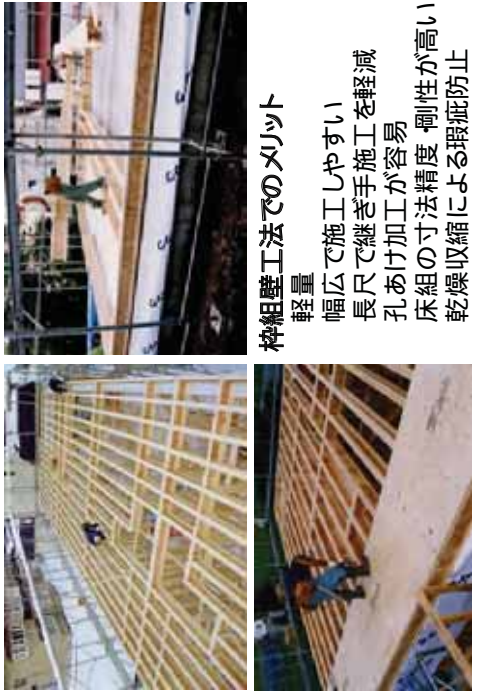 枠組壁工法でのメリット
軽量
幅広で施工しやすい
長尺で継ぎ手施工を軽減
孔あけ加工が容易
床組の寸法精度・剛性が高い
乾燥収縮による瑕疵防止